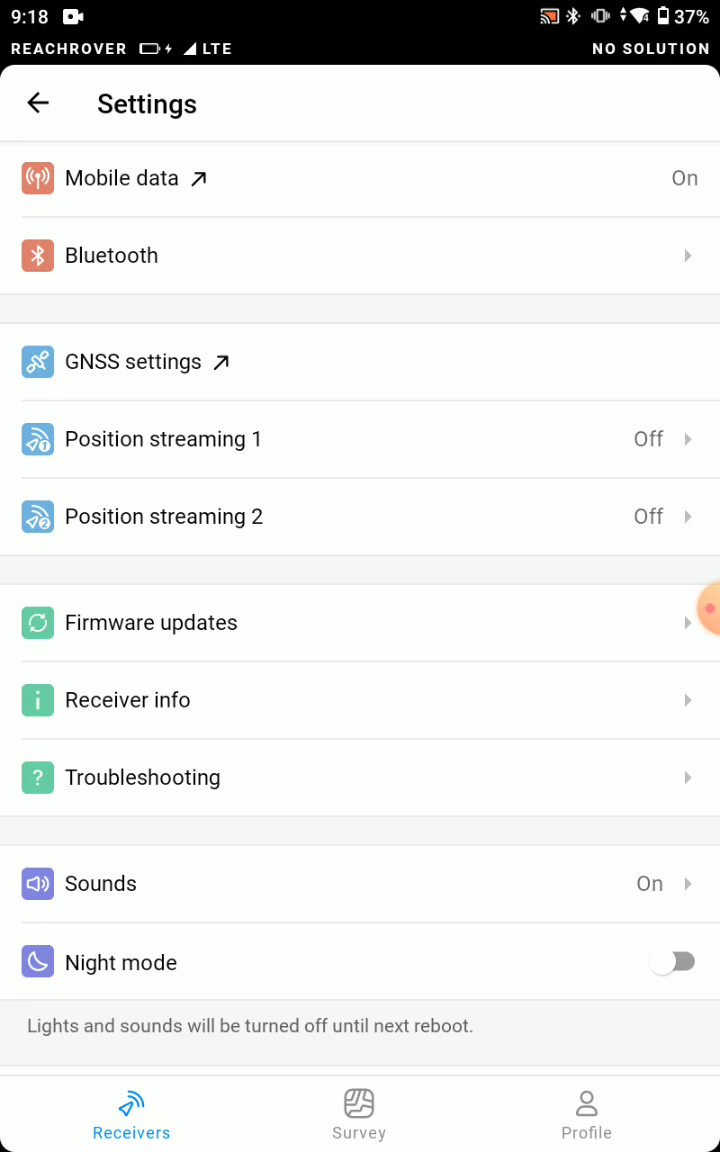 9:18 37%
REACHROVER LTE NO SOLUTION
Settings
Mobile data On
Bluetooth
GNSS settings
Position streaming 1 Off
Position streaming 2 Off
Firmware updates
Receiver info
Troubleshooting
Sounds On
Night mode
Lights and sounds will be turned off until next reboot.
Receivers Survey Profile